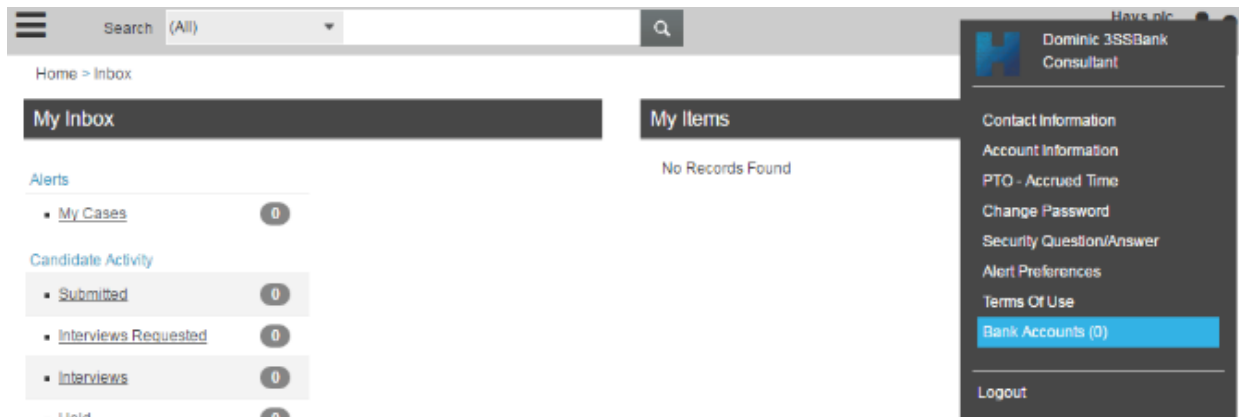 Search (All)
Hays plc
Home > Inbox
My Inbox
Alerts
My Cases 0
Candidate Activity
Submitted 0
Interviews Requested 0
Interviews 0
Hold 0
My Items
No Records Found
Dominic 3SSBank
Consultant
Contact Information
Account Information
PTO - Accrued Time
Change Password
Security Question/Answer
Alert Preferences
Terms Of Use
Bank Accounts (0)
Logout